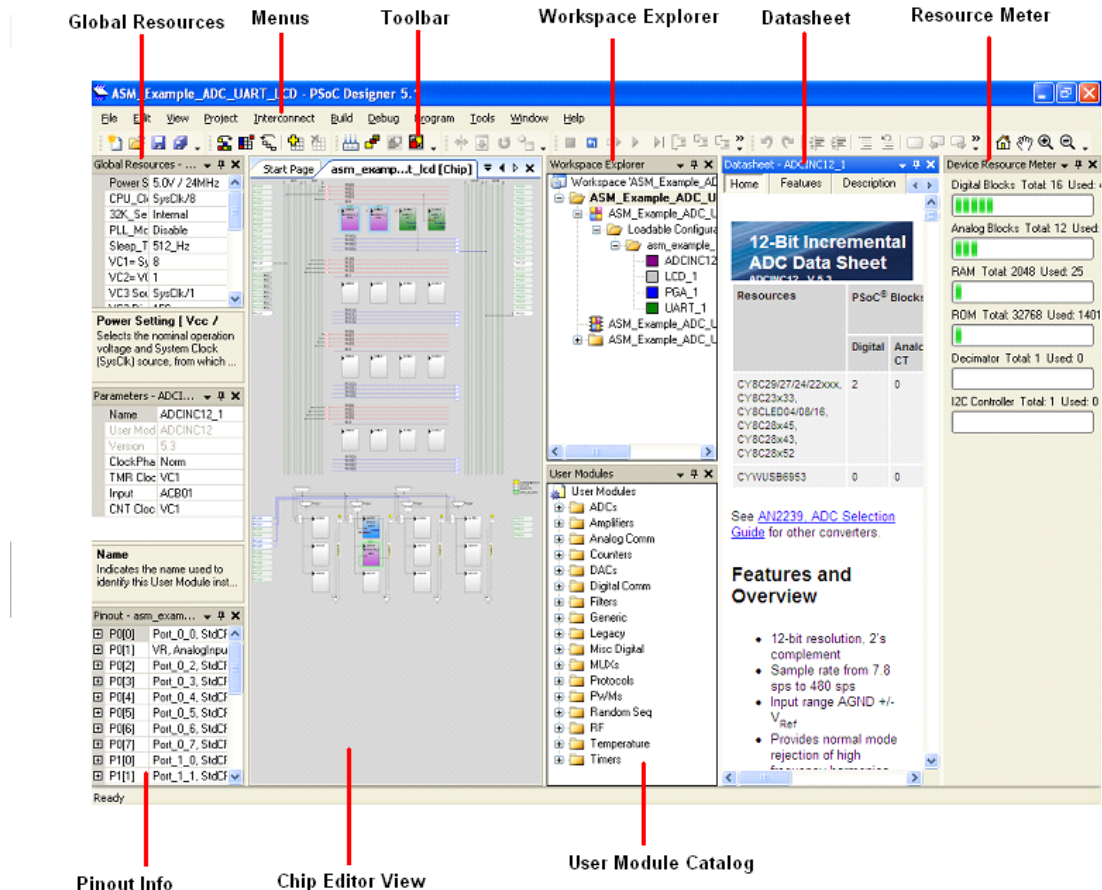 Global Resources
Menus
Toolbar
Workspace Explorer
Datasheet
Resource Meter
ASM_Example_ADC_UART_LCD - PSoC Designer 5.
File Edit View Project Interconnect Build Debug Program Tools Window Help
Global Resources - ...
Power S 5.0V / 24MHz
CPU_Clo SysClk/8
32K_Se Internal
PLL_Mc Disable
Sleep_T 512_Hz
VC1= Sy 8
VC2= VC 1
VC3 Sou SysClk/1
Power Setting [ Vcc /
Selects the nominal operation
voltage and System Clock
(SysClk) source, from which ...
Parameters - ADCI...
Name ADCINC12_1
User Mod ADCINC12
Version 5.3
ClockPha Norm
TMR Cloc VC1
Input ACB01
CNT Cloc VC1
Name
Indicates the name used to
identify this User Module inst...
Pinout - asm_exam...
P0[0] Port_0_0, StdCF
P0[1] VR, AnalogInpu
P0[2] Port_0_2, StdCF
P0[3] Port_0_3, StdCF
P0[4] Port_0_4, StdCF
P0[5] Port_0_5, StdCF
P0[6] Port_0_6, StdCF
P0[7] Port_0_7, StdCF
P1[0] Port_1_0, StdCF
P1[1] Port_1_1, StdCF
Ready
Start Page
asm_examp...t_lcd [Chip]
Workspace Explorer
Workspace 'ASM_Example_AD
ASM_Example_ADC_U
ASM_Example_ADC_U
Loadable Configura
asm_example_
ADCINC12
LCD_1
PGA_1
UART_1
ASM_Example_ADC_U
ASM_Example_ADC_U
User Modules
User Modules
ADCs
Amplifiers
Analog Comm
Counters
DACs
Digital Comm
Filters
Generic
Legacy
Misc Digital
MUXs
Protocols
PWMs
Random Seq
RF
Temperature
Timers
Datasheet - ADCINC12_1
Home Features Description
12-Bit Incremental
ADC Data Sheet
ADCINC12 V 5.3
Resources PSoC® Blocks
Digital Analo
CT
CY8C29/27/24/22xxx, 2 0
CY8C23x33,
CY8CLED04/08/16,
CY8C28x45,
CY8C28x43,
CY8C28x52
CYWUSB6953 0 0
See AN2239, ADC Selection
Guide for other converters.
Features and
Overview
• 12-bit resolution, 2's
complement
• Sample rate from 7.8
sps to 480 sps
• Input range AGND +/-
VRef
• Provides normal mode
rejection of high
frequency harmonics
Device Resource Meter
Digital Blocks Total: 16 Used: 4
Analog Blocks Total: 12 Used:
RAM Total: 2048 Used: 25
ROM Total: 32768 Used: 1401
Decimator Total: 1 Used: 0
I2C Controller Total: 1 Used: 0
Pinout Info
Chip Editor View
User Module Catalog